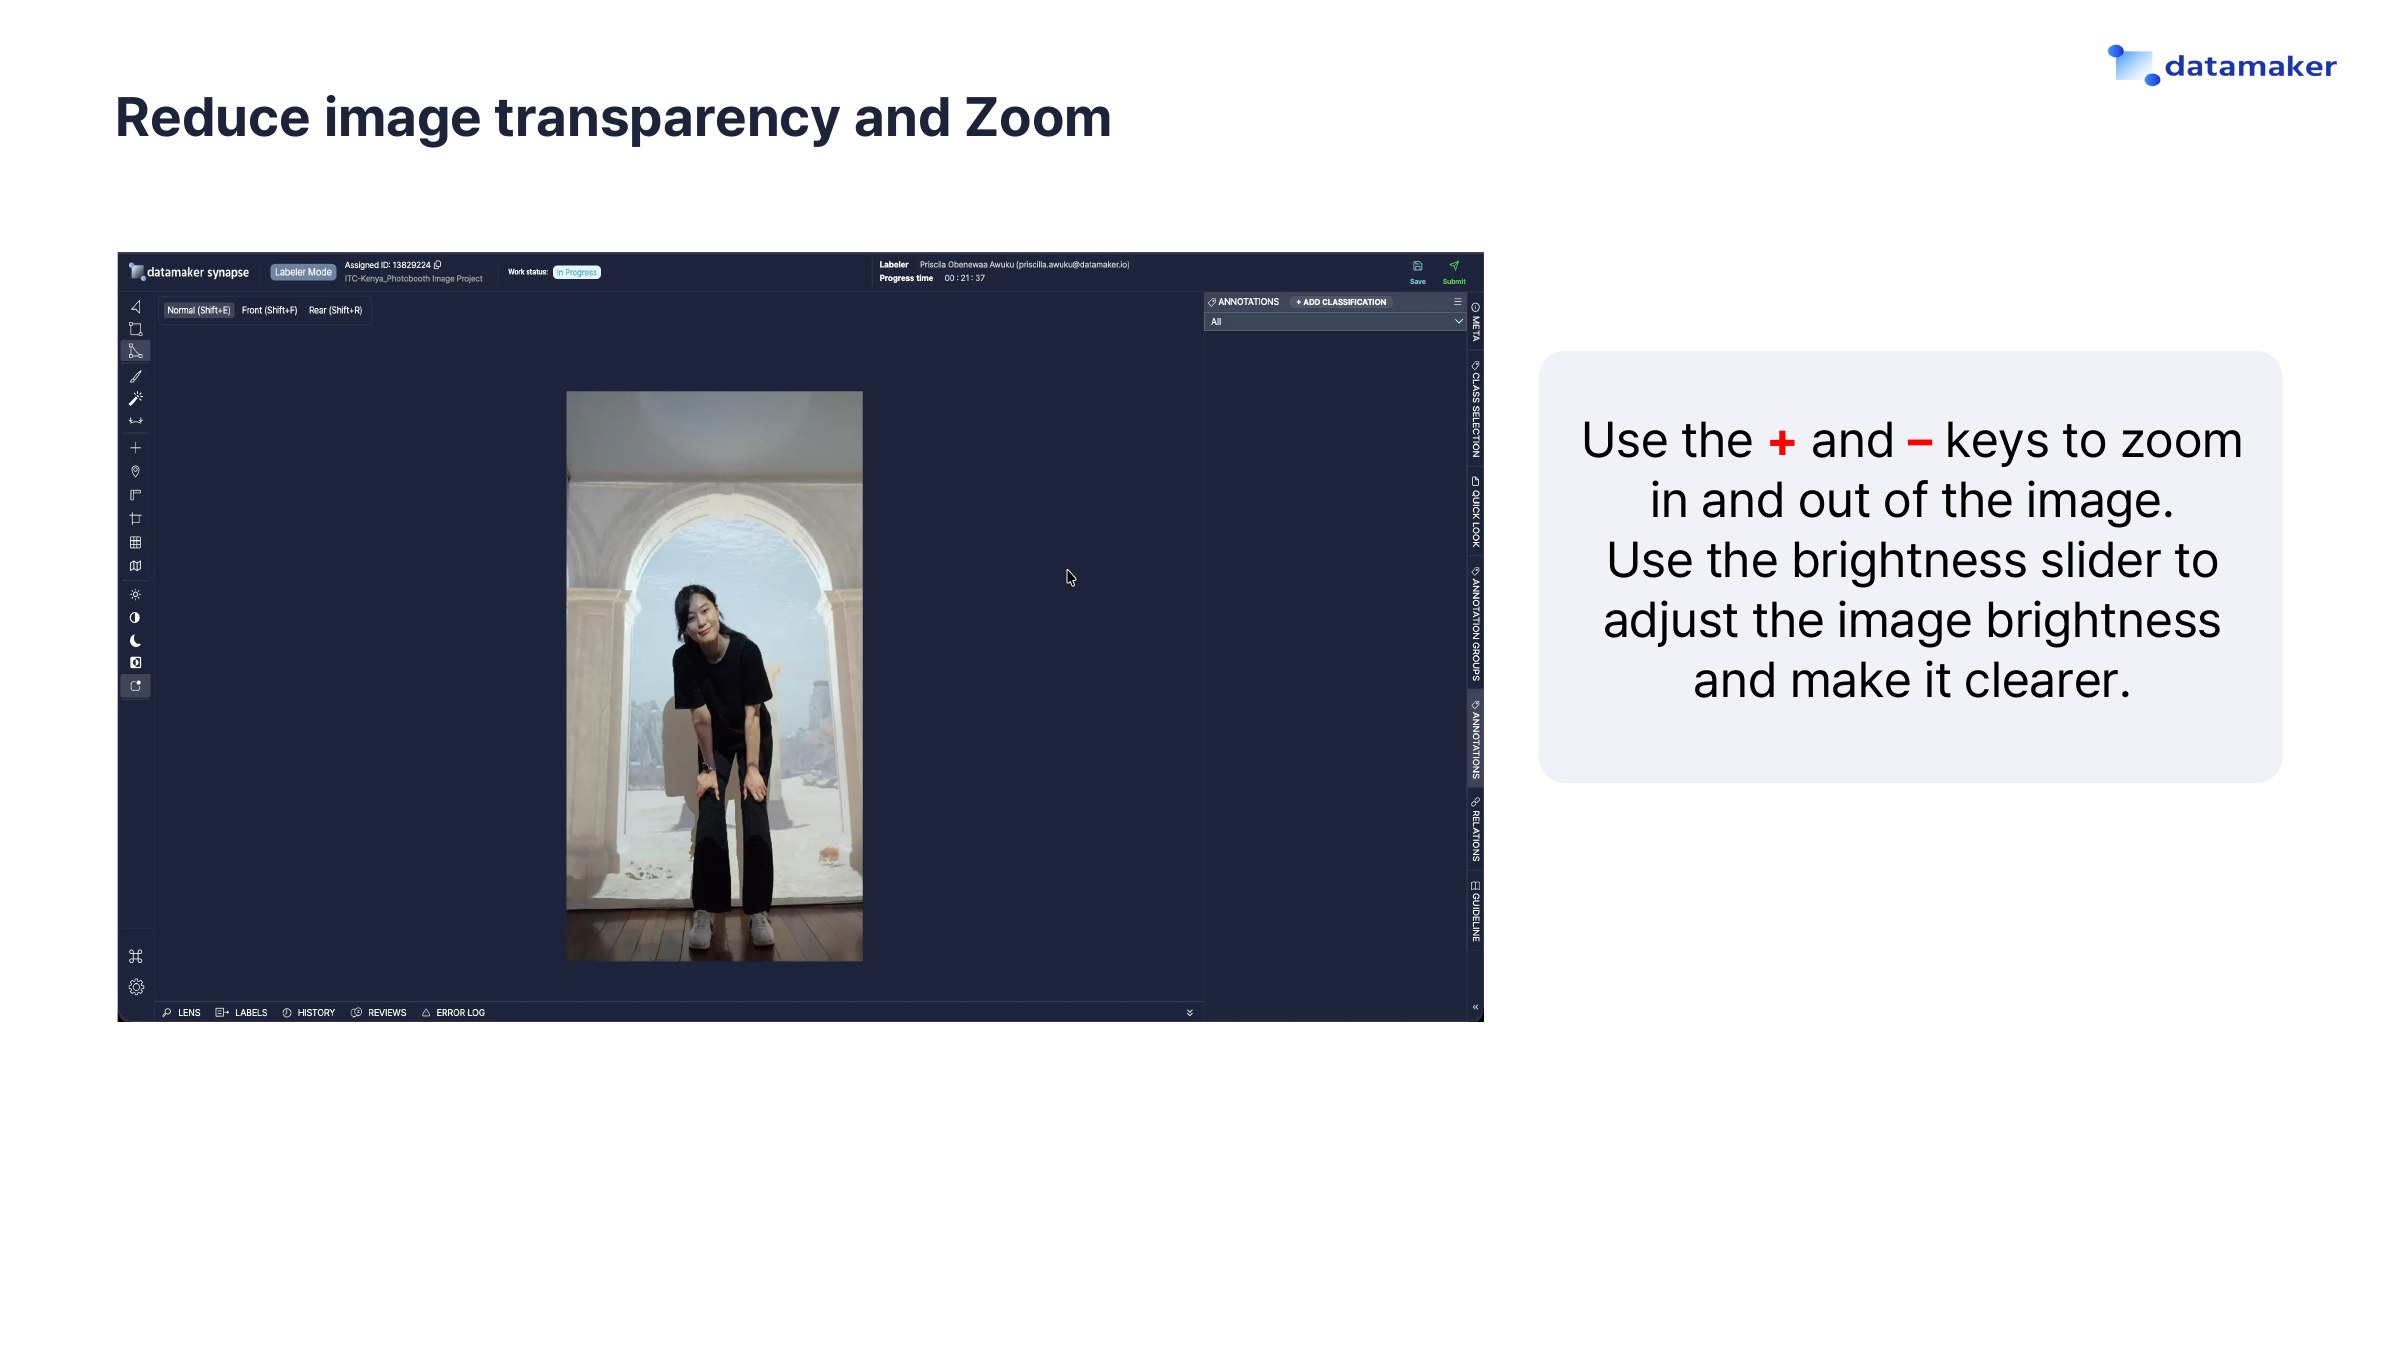 datamaker
Reduce image transparency and Zoom
datamaker synapse
Labeler Mode
Assigned ID: 13829224
ITC-Kenya_Photobooth Image Project
Work status: In Progress
Labeler Priscila Obenewaa Awuku (priscilla.awuku@datamaker.io)
Progress time 00:21:37
Save
Submit
Normal (Shift+E) Front (Shift+F) Rear (Shift+R)
ANNOTATIONS + ADD CLASSIFICATION
All
META
CLASS SELECTION
QUICK LOOK
ANNOTATION GROUPS
ANNOTATIONS
RELATIONS
GUIDELINE
LENS LABELS HISTORY REVIEWS ERROR LOG
Use the + and – keys to zoom
in and out of the image.
Use the brightness slider to
adjust the image brightness
and make it clearer.